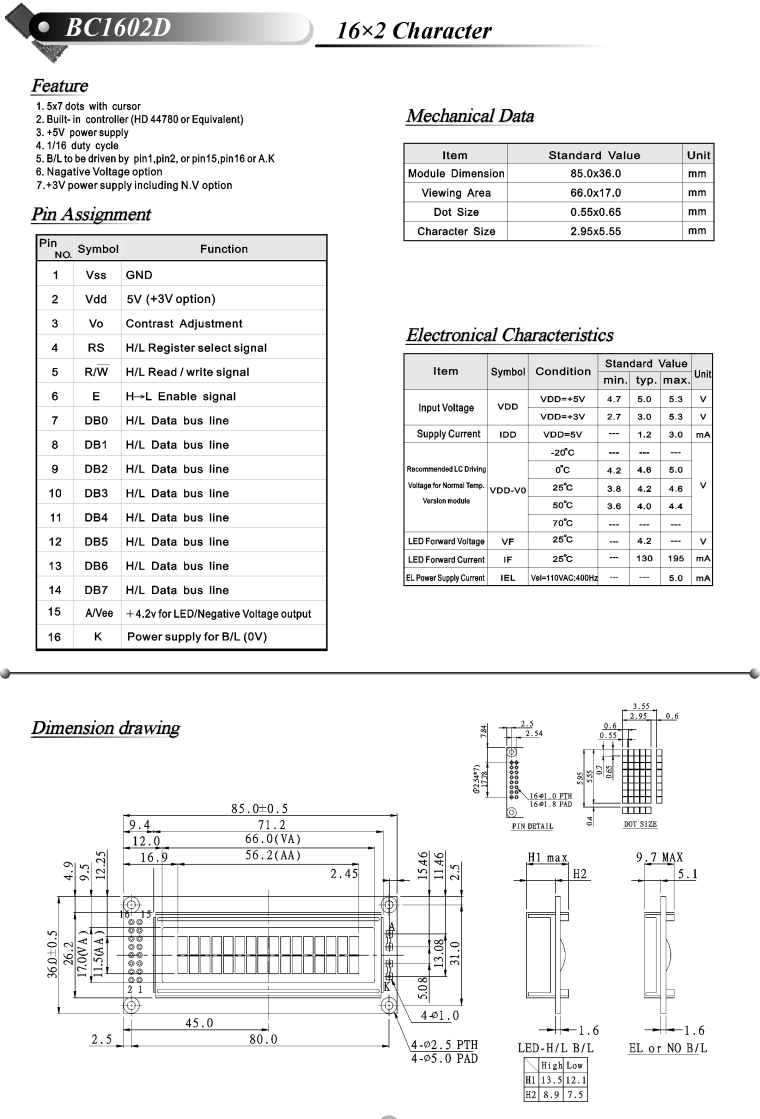 BC1602D
16×2 Character
Feature
1. 5x7 dots with cursor
2. Built- in controller (HD 44780 or Equivalent)
3. +5V power supply
4. 1/16 duty cycle
5. B/L to be driven by pin1,pin2, or pin15,pin16 or A.K
6. Nagative Voltage option
7.+3V power supply including N.V option
Pin Assignment
Pin NO. Symbol Function
1 Vss GND
2 Vdd 5V (+3V option)
3 Vo Contrast Adjustment
4 RS H/L Register select signal
5 R/W̅ H/L Read / write signal
6 E H→L Enable signal
7 DB0 H/L Data bus line
8 DB1 H/L Data bus line
9 DB2 H/L Data bus line
10 DB3 H/L Data bus line
11 DB4 H/L Data bus line
12 DB5 H/L Data bus line
13 DB6 H/L Data bus line
14 DB7 H/L Data bus line
15 A/Vee +4.2v for LED/Negative Voltage output
16 K Power supply for B/L (0V)
Mechanical Data
Item Standard Value Unit
Module Dimension 85.0x36.0 mm
Viewing Area 66.0x17.0 mm
Dot Size 0.55x0.65 mm
Character Size 2.95x5.55 mm
Electronical Characteristics
Item Symbol Condition Standard Value Unit
min. typ. max.
Input Voltage VDD VDD=+5V 4.7 5.0 5.3 V
VDD=+3V 2.7 3.0 5.3 V
Supply Current IDD VDD=5V --- 1.2 3.0 mA
Recommended LC Driving Voltage for Normal Temp. Version module VDD-V0 -20°C --- --- --- V
0°C 4.2 4.6 5.0
25°C 3.8 4.2 4.6
50°C 3.6 4.0 4.4
70°C --- --- ---
LED Forward Voltage VF 25°C --- 4.2 --- V
LED Forward Current IF 25°C --- 130 195 mA
EL Power Supply Current IEL Vel=110VAC;400Hz --- --- 5.0 mA
Dimension drawing
85.0±0.5
9.4 71.2
12.0 66.0(VA)
16.9 56.2(AA)
2.45
4.9
9.5
12.25
15.46
11.46
2.5
36.0±0.5
26.2
17.0(VA)
11.5(AA)
16 15
2 1
A
K
5.08
13.08
31.0
4-ø1.0
45.0
2.5 80.0
4-ø2.5 PTH
4-ø5.0 PAD
2.5
2.54
7.84
(P2.54*7)
17.78
16-ø1.0 PTH
16-ø1.8 PAD
PIN DETAIL
3.55
2.95 0.6
0.6
0.55
5.95
5.55
0.7
0.65
0.4
DOT SIZE
H1 max
H2
1.6
LED-H/L B/L
High Low
H1 13.5 12.1
H2 8.9 7.5
9.7 MAX
5.1
1.6
EL or NO B/L